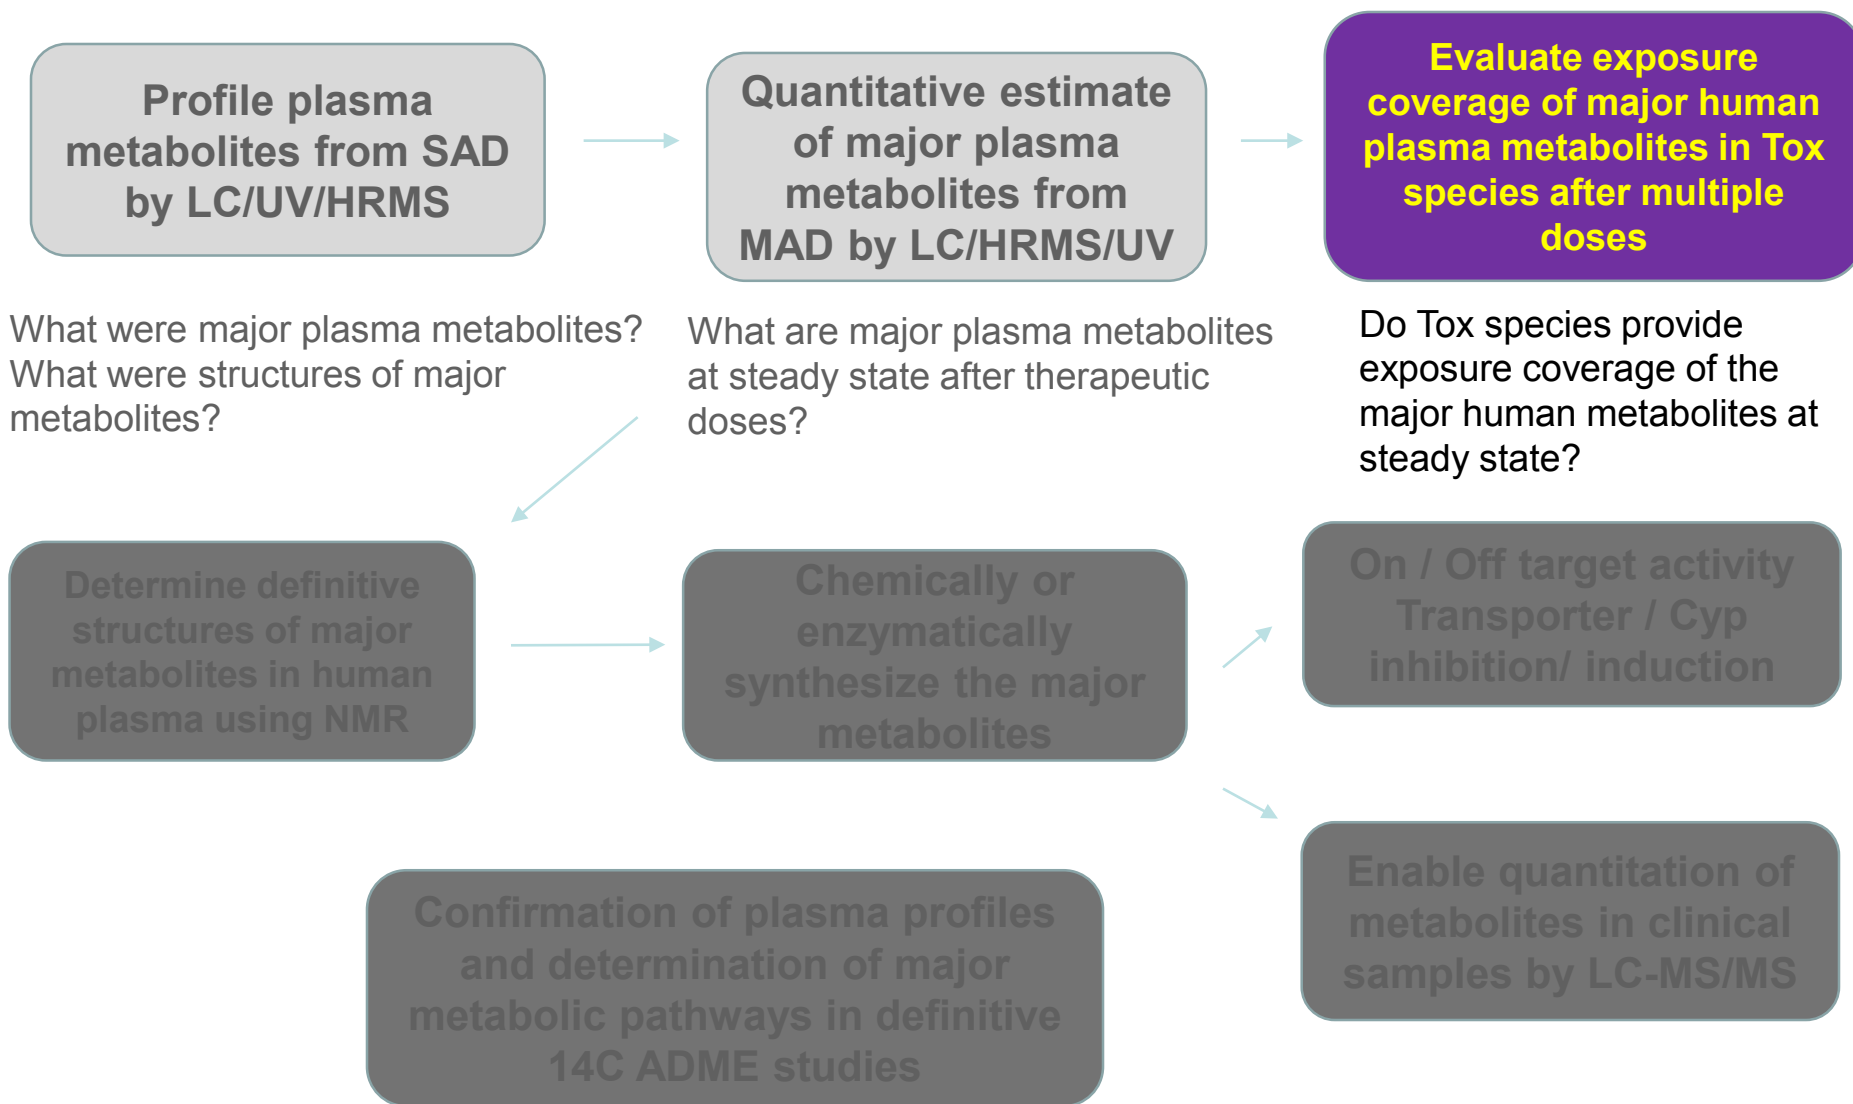 Profile plasma
metabolites from SAD
by LC/UV/HRMS
Quantitative estimate
of major plasma
metabolites from
MAD by LC/HRMS/UV
Evaluate exposure
coverage of major human
plasma metabolites in Tox
species after multiple
doses
What were major plasma metabolites?
What were structures of major
metabolites?
What are major plasma metabolites
at steady state after therapeutic
doses?
Do Tox species provide
exposure coverage of the
major human metabolites at
steady state?
Determine definitive
structures of major
metabolites in human
plasma using NMR
Chemically or
enzymatically
synthesize the major
metabolites
On / Off target activity
Transporter / Cyp
inhibition/ induction
Confirmation of plasma profiles
and determination of major
metabolic pathways in definitive
14C ADME studies
Enable quantitation of
metabolites in clinical
samples by LC-MS/MS